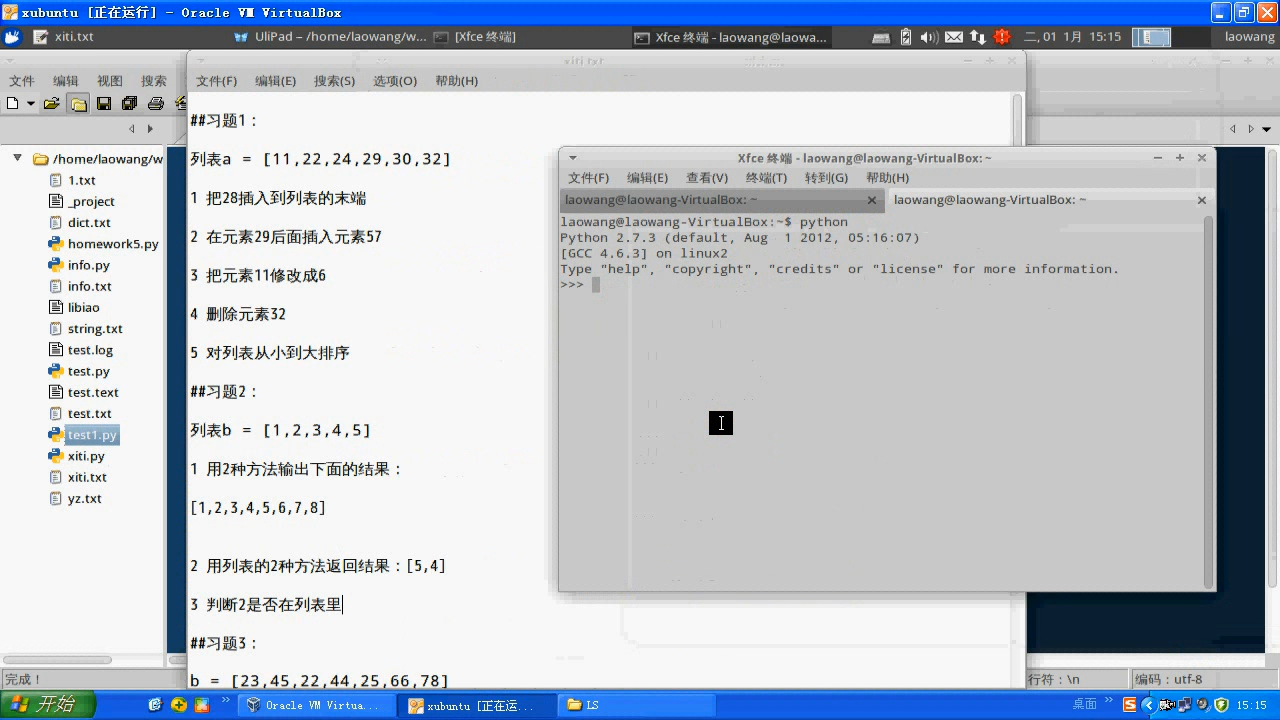 xubuntu [正在运行] - Oracle VM VirtualBox
xiti.txt
UliPad – /home/laowang/w...
[Xfce 终端]
Xfce 终端 - laowang@laowa...
二, 01 1月 15:15
laowang
文件 编辑 视图 搜索
/home/laowang/w
1.txt
_project
dict.txt
homework5.py
info.py
info.txt
libiao
string.txt
test.log
test.py
test.text
test.txt
test1.py
xiti.py
xiti.txt
yz.txt
完成！
xiti.txt
文件(F) 编辑(E) 搜索(S) 选项(O) 帮助(H)
##习题1：
列表a = [11,22,24,29,30,32]
1 把28插入到列表的末端
2 在元素29后面插入元素57
3 把元素11修改成6
4 删除元素32
5 对列表从小到大排序
##习题2：
列表b = [1,2,3,4,5]
1 用2种方法输出下面的结果：
[1,2,3,4,5,6,7,8]
2 用列表的2种方法返回结果：[5,4]
3 判断2是否在列表里
##习题3：
b = [23,45,22,44,25,66,78]
Xfce 终端 - laowang@laowang-VirtualBox: ~
文件(F) 编辑(E) 查看(V) 终端(T) 转到(G) 帮助(H)
laowang@laowang-VirtualBox: ~
laowang@laowang-VirtualBox: ~
laowang@laowang-VirtualBox:~$ python
Python 2.7.3 (default, Aug  1 2012, 05:16:07)
[GCC 4.6.3] on linux2
Type "help", "copyright", "credits" or "license" for more information.
>>>
行符：\n
编码：utf-8
开始
Oracle VM Virtua...
xubuntu [正在运...
LS
桌面
15:15